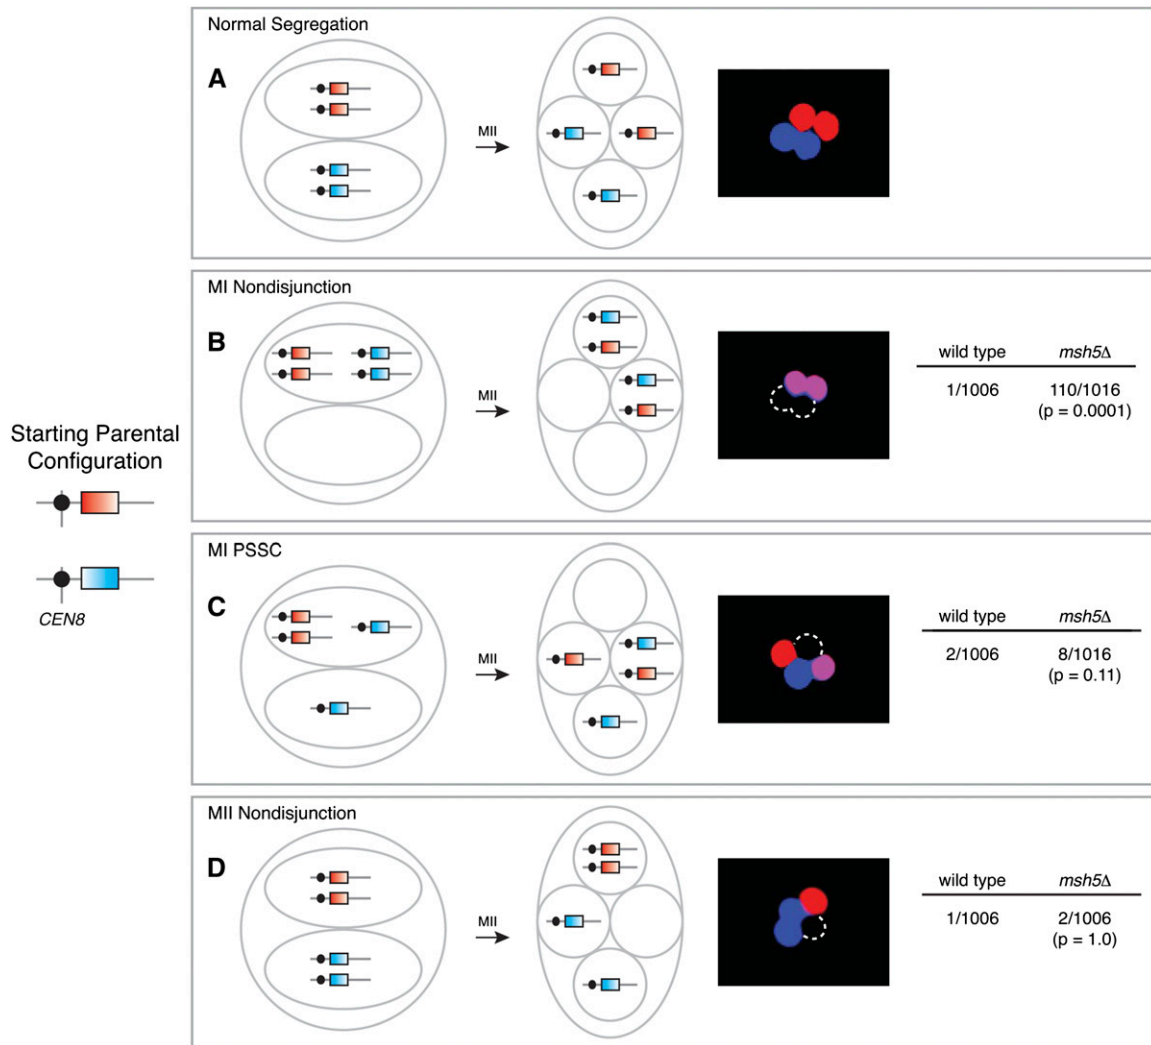 Starting Parental
Configuration
CEN8
Normal Segregation
A
MII
MI Nondisjunction
B
MII
wild type msh5Δ
1/1006 110/1016
(p = 0.0001)
MI PSSC
C
MII
wild type msh5Δ
2/1006 8/1016
(p = 0.11)
MII Nondisjunction
D
MII
wild type msh5Δ
1/1006 2/1006
(p = 1.0)